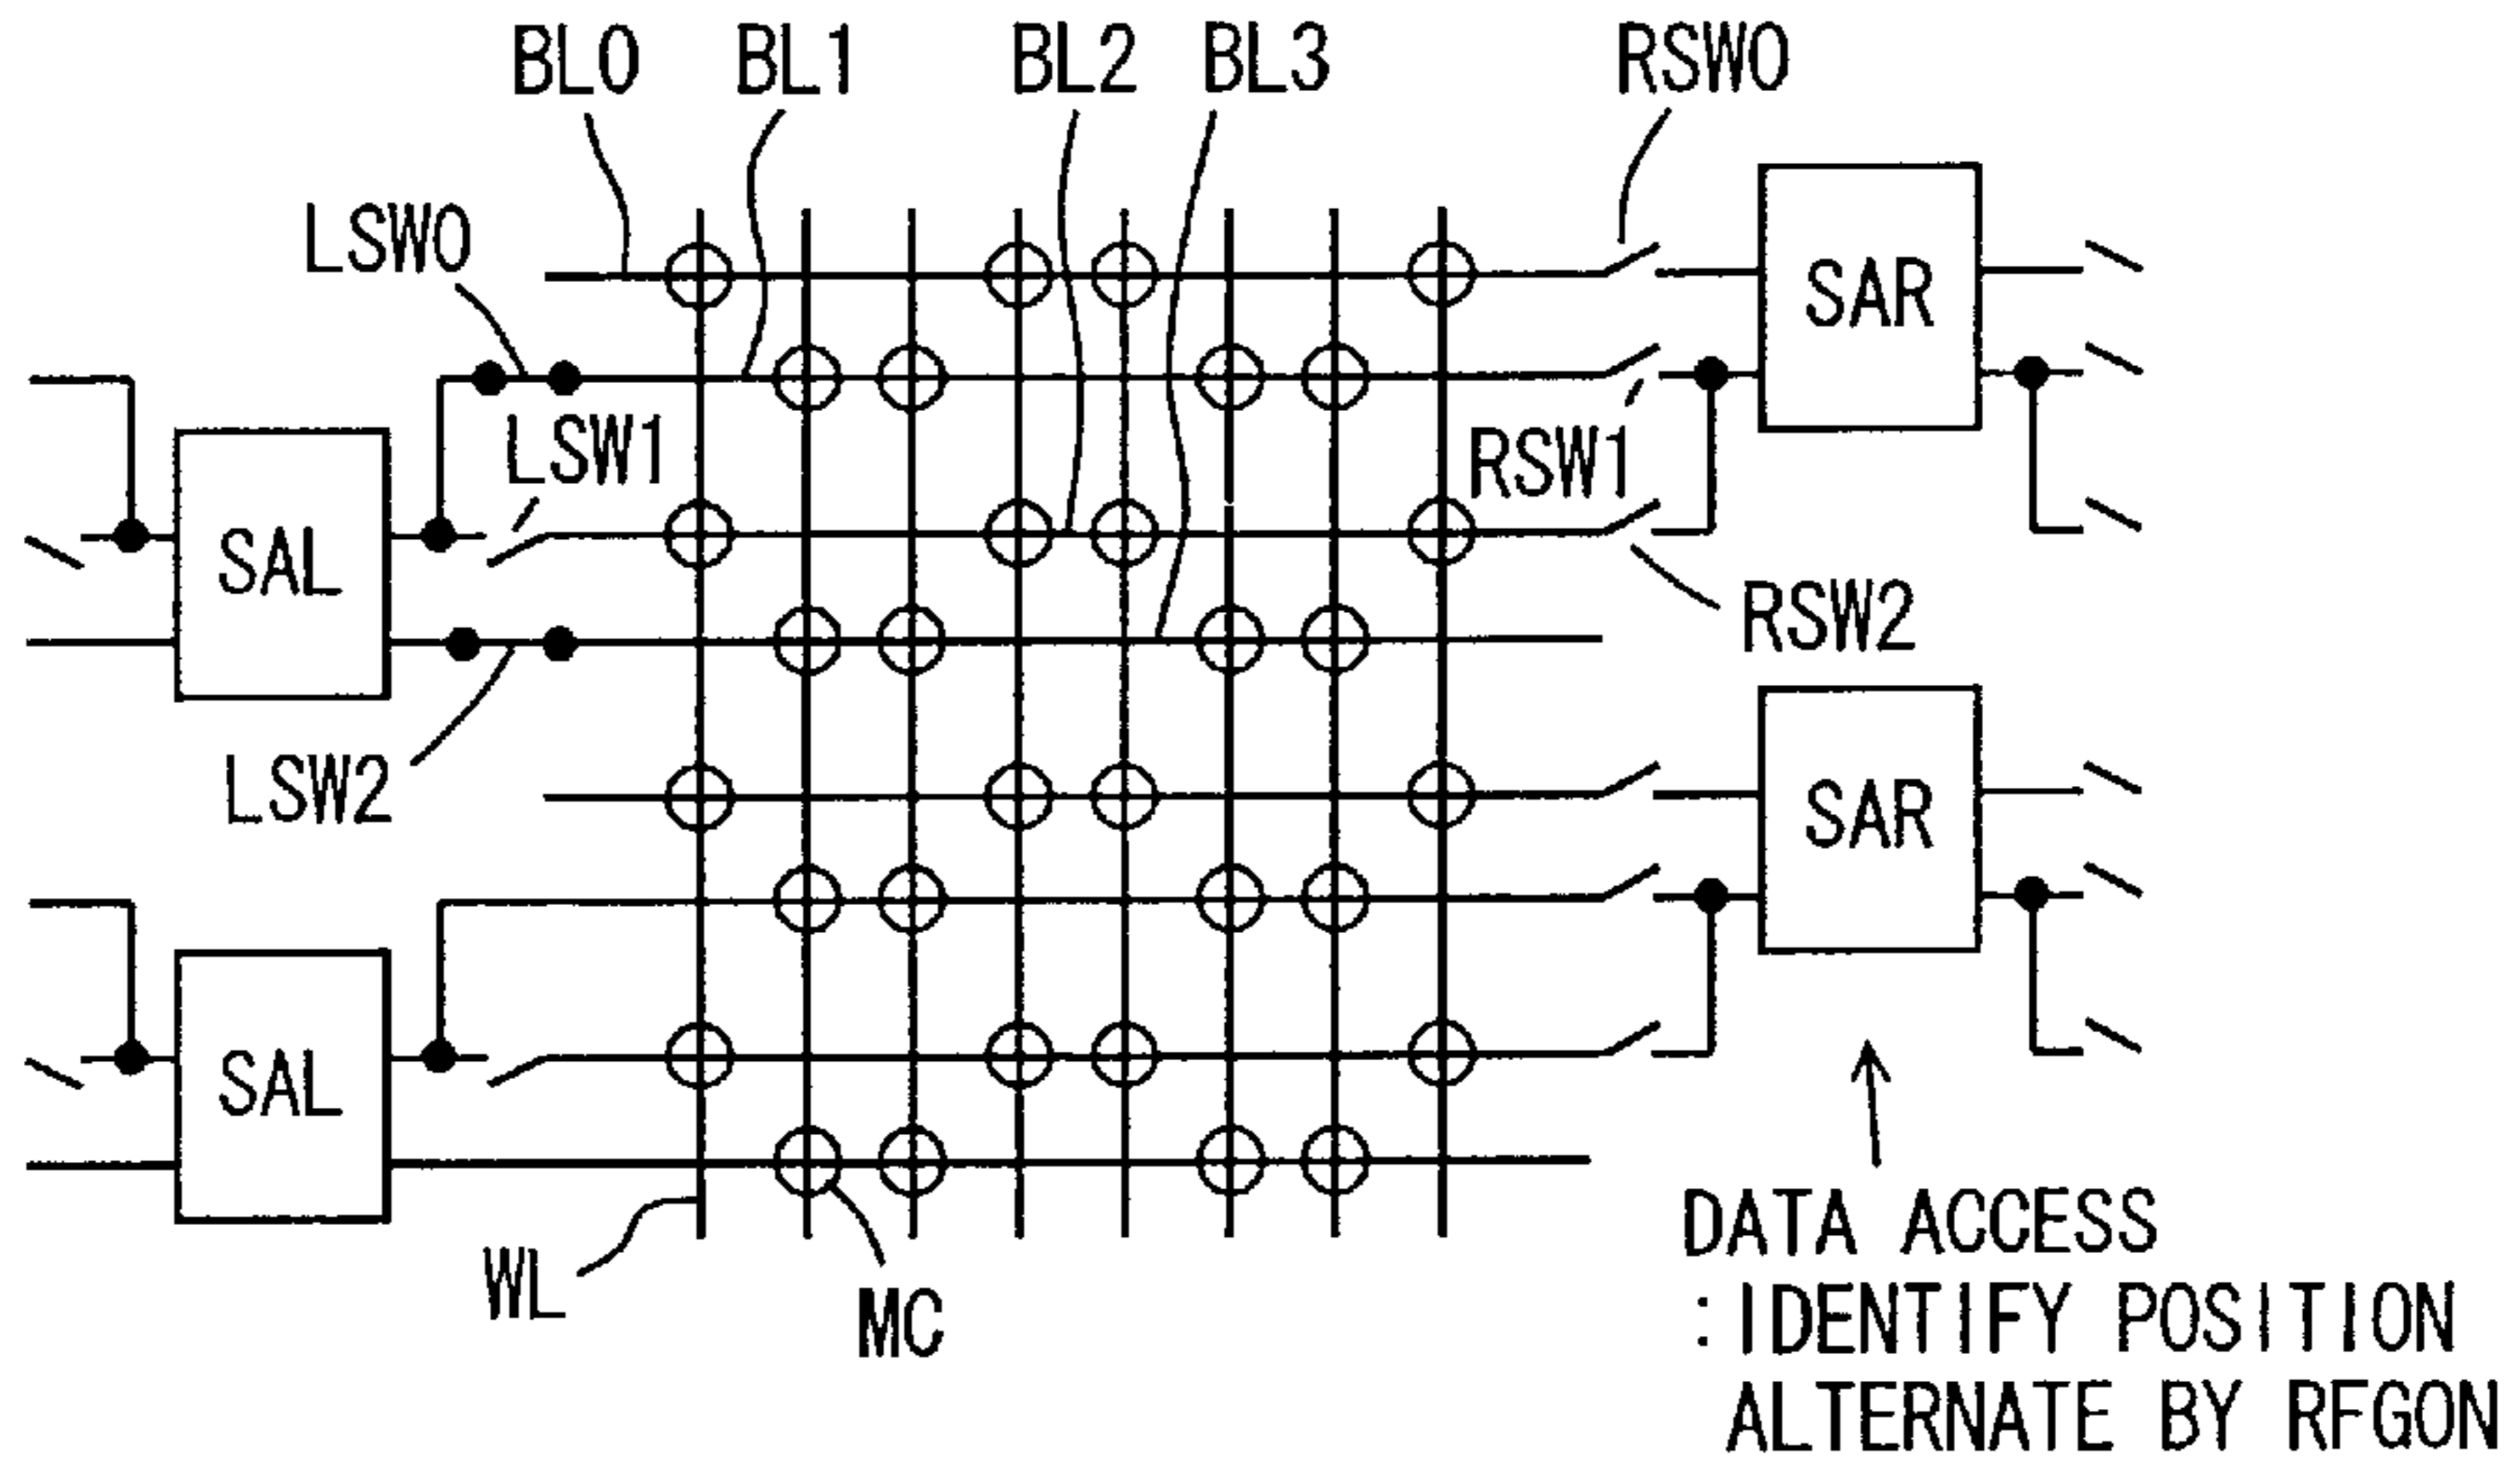 BL0
BL1
BL2
BL3
RSW0
LSW0
SAR
LSW1
RSW1
SAL
RSW2
LSW2
SAR
SAL
WL
MC
DATA ACCESS
:IDENTIFY POSITION
ALTERNATE BY RFGON